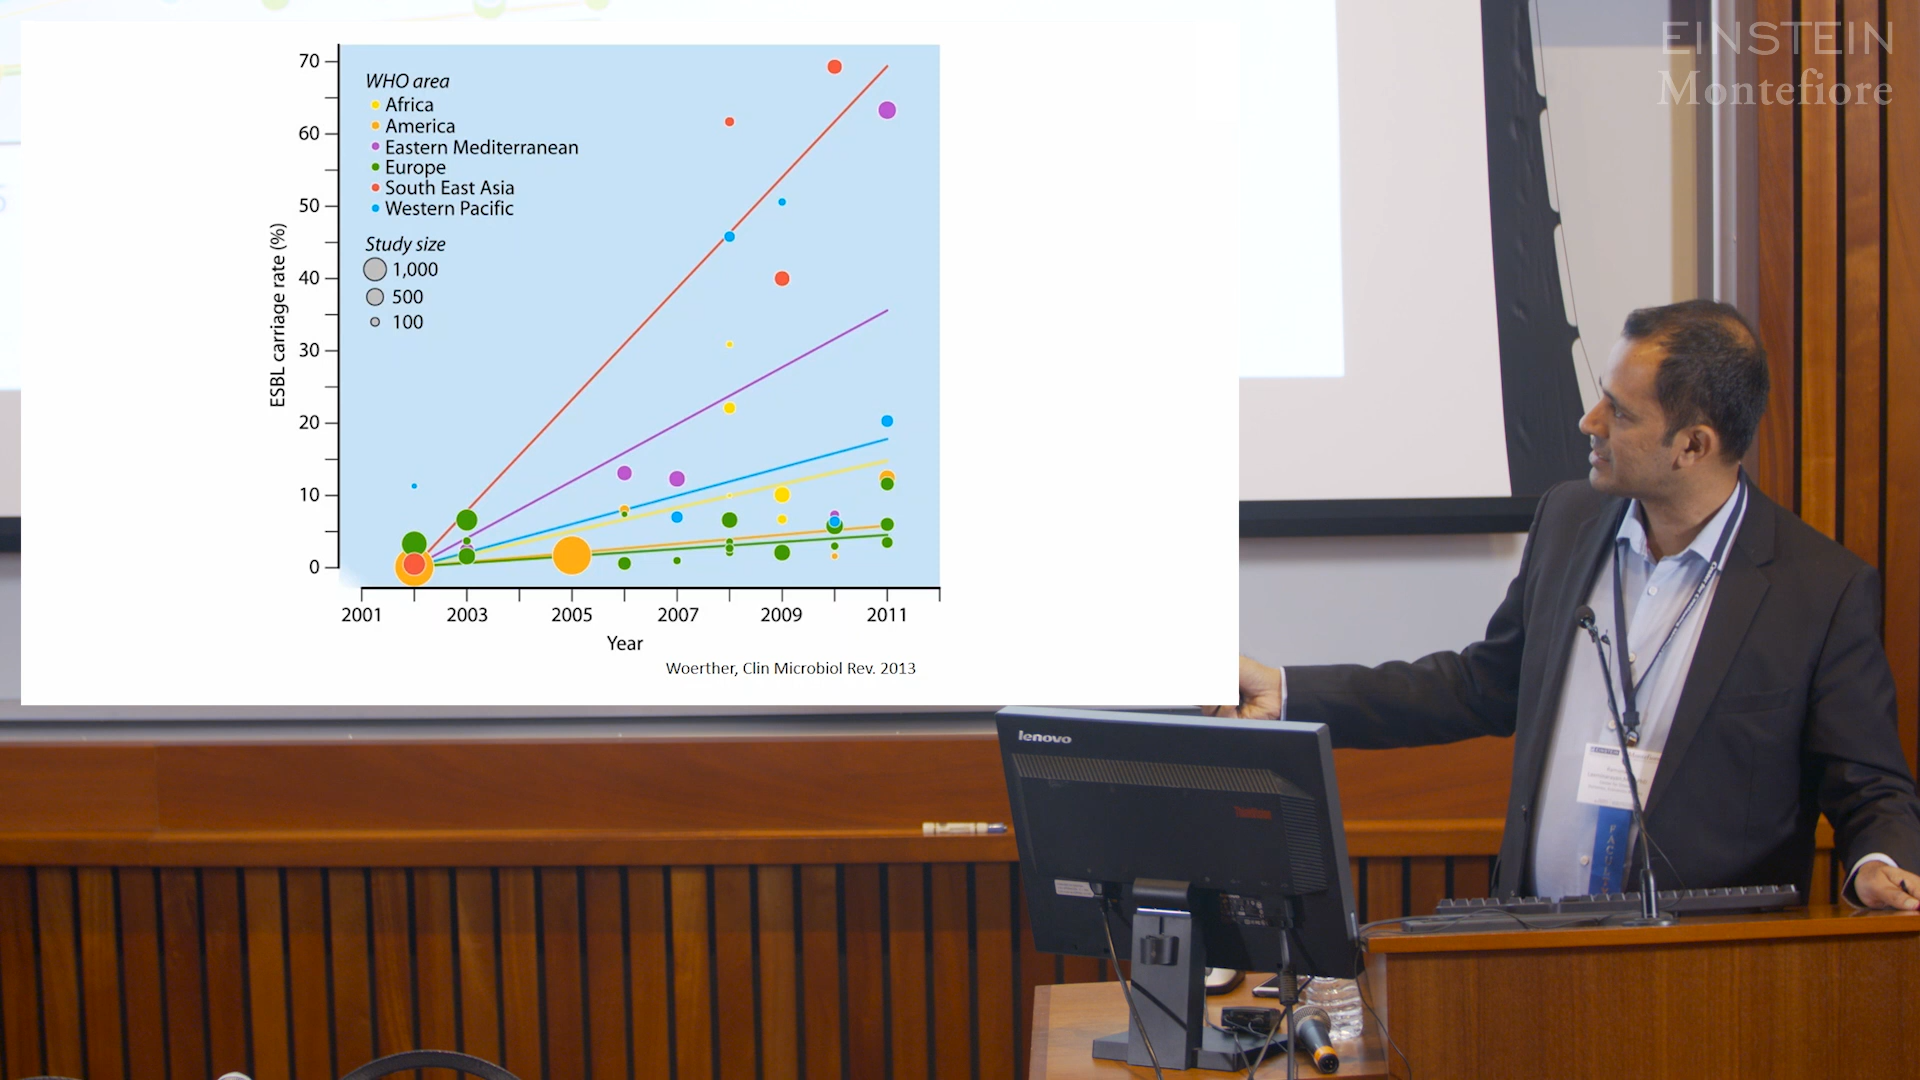 EINSTEIN
Montefiore
70
60
50
40
30
20
10
0
ESBL carriage rate (%)
WHO area
Africa
America
Eastern Mediterranean
Europe
South East Asia
Western Pacific
Study size
1,000
500
100
2001 2003 2005 2007 2009 2011
Year
Woerther, Clin Microbiol Rev. 2013
lenovo
FACUL